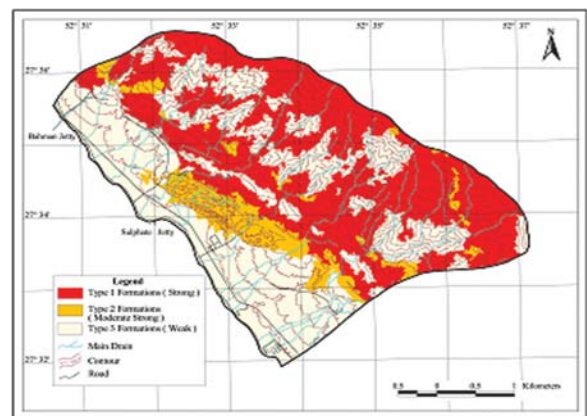 52° 31' 52° 33' 52° 35' 52° 37'
N
27° 36'
Bahman Jetty
27° 34'
Sulphate Jetty
Legend
Type 1 Formations ( Strong )
Type 2 Formations
( Moderate Strong )
Type 3 Formations ( Weak )
Main Drain
Contour
Road
27° 32'
0.5 0 0.5 1 Kilometers